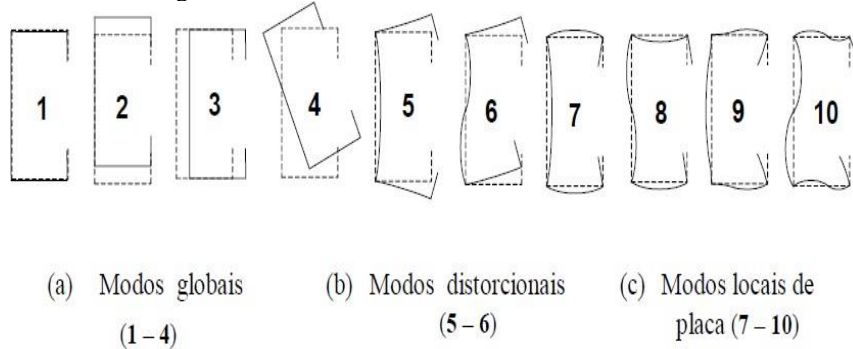 1 2 3 4 5 6 7 8 9 10
(a) Modos globais (b) Modos distorcionais (c) Modos locais de
(1 – 4) (5 – 6) placa (7 – 10)